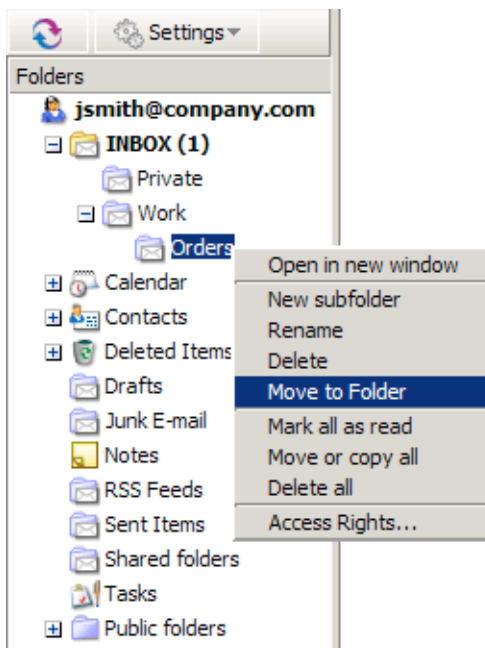 Settings
Folders
jsmith@company.com
INBOX (1)
Private
Work
Orders
Calendar
Contacts
Deleted Items
Drafts
Junk E-mail
Notes
RSS Feeds
Sent Items
Shared folders
Tasks
Public folders
Open in new window
New subfolder
Rename
Delete
Move to Folder
Mark all as read
Move or copy all
Delete all
Access Rights...